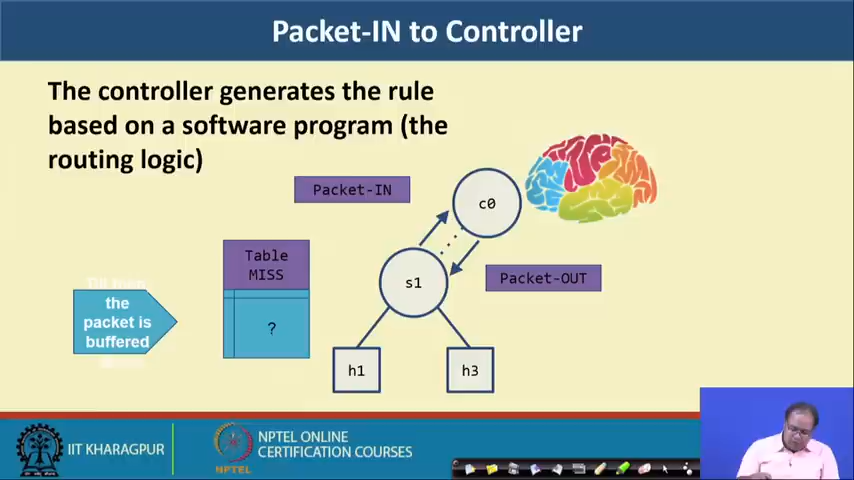 Packet-IN to Controller
The controller generates the rule
based on a software program (the
routing logic)
Packet-IN
c0
Table
MISS
s1
Packet-OUT
the
packet is
buffered
?
h1
h3
IIT KHARAGPUR
NPTEL
NPTEL ONLINE
CERTIFICATION COURSES